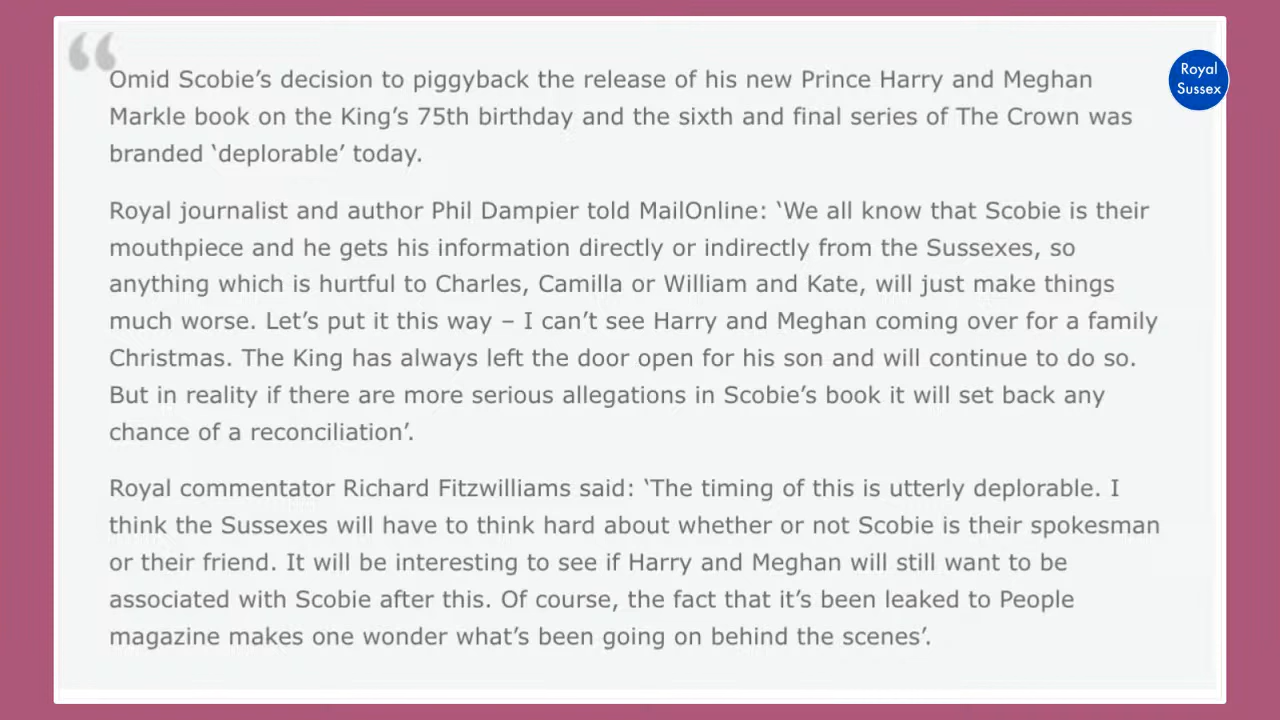 “
Omid Scobie’s decision to piggyback the release of his new Prince Harry and Meghan
Markle book on the King’s 75th birthday and the sixth and final series of The Crown was
branded ‘deplorable’ today.
Royal journalist and author Phil Dampier told MailOnline: ‘We all know that Scobie is their
mouthpiece and he gets his information directly or indirectly from the Sussexes, so
anything which is hurtful to Charles, Camilla or William and Kate, will just make things
much worse. Let’s put it this way – I can’t see Harry and Meghan coming over for a family
Christmas. The King has always left the door open for his son and will continue to do so.
But in reality if there are more serious allegations in Scobie’s book it will set back any
chance of a reconciliation’.
Royal commentator Richard Fitzwilliams said: ‘The timing of this is utterly deplorable. I
think the Sussexes will have to think hard about whether or not Scobie is their spokesman
or their friend. It will be interesting to see if Harry and Meghan will still want to be
associated with Scobie after this. Of course, the fact that it’s been leaked to People
magazine makes one wonder what’s been going on behind the scenes’.
Royal
Sussex